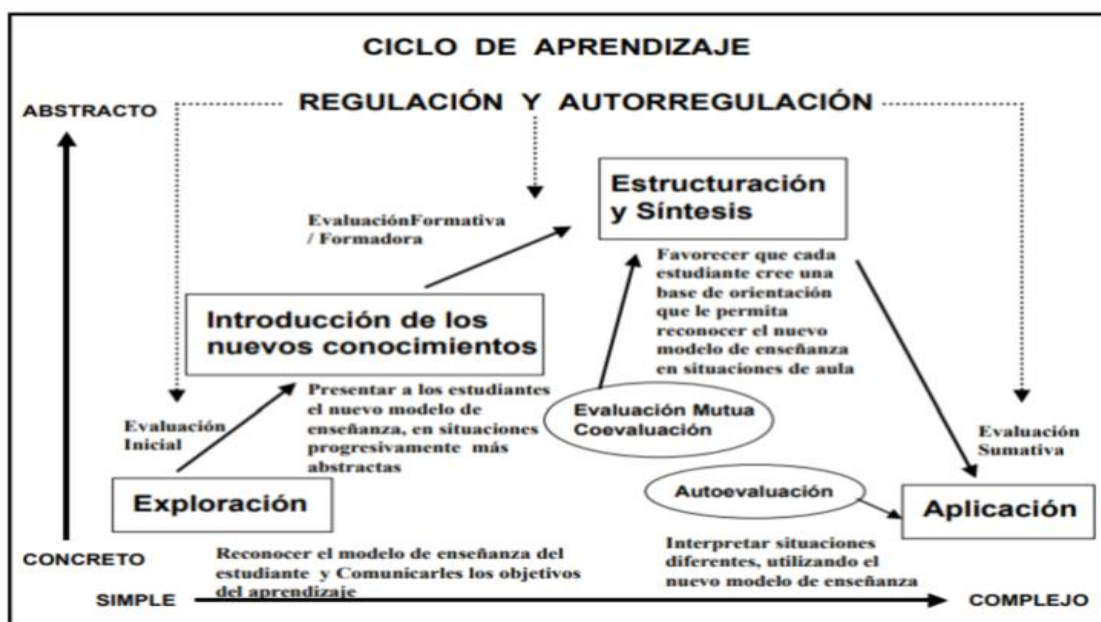 CICLO DE APRENDIZAJE
REGULACIÓN Y AUTORREGULACIÓN
ABSTRACTO
Estructuración
y Síntesis
EvaluaciónFormativa
/ Formadora
Favorecer que cada
estudiante cree una
base de orientación
que le permita
reconocer el nuevo
modelo de enseñanza
en situaciones de aula
Introducción de los
nuevos conocimientos
Presentar a los estudiantes
el nuevo modelo de
enseñanza, en situaciones
progresivamente más
abstractas
Evaluación
Inicial
Evaluación Mutua
Coevaluación
Evaluación
Sumativa
Exploración
Autoevaluación
Aplicación
CONCRETO
Reconocer el modelo de enseñanza del
estudiante y Comunicarles los objetivos
del aprendizaje
Interpretar situaciones
diferentes, utilizando el
nuevo modelo de enseñanza
SIMPLE
COMPLEJO